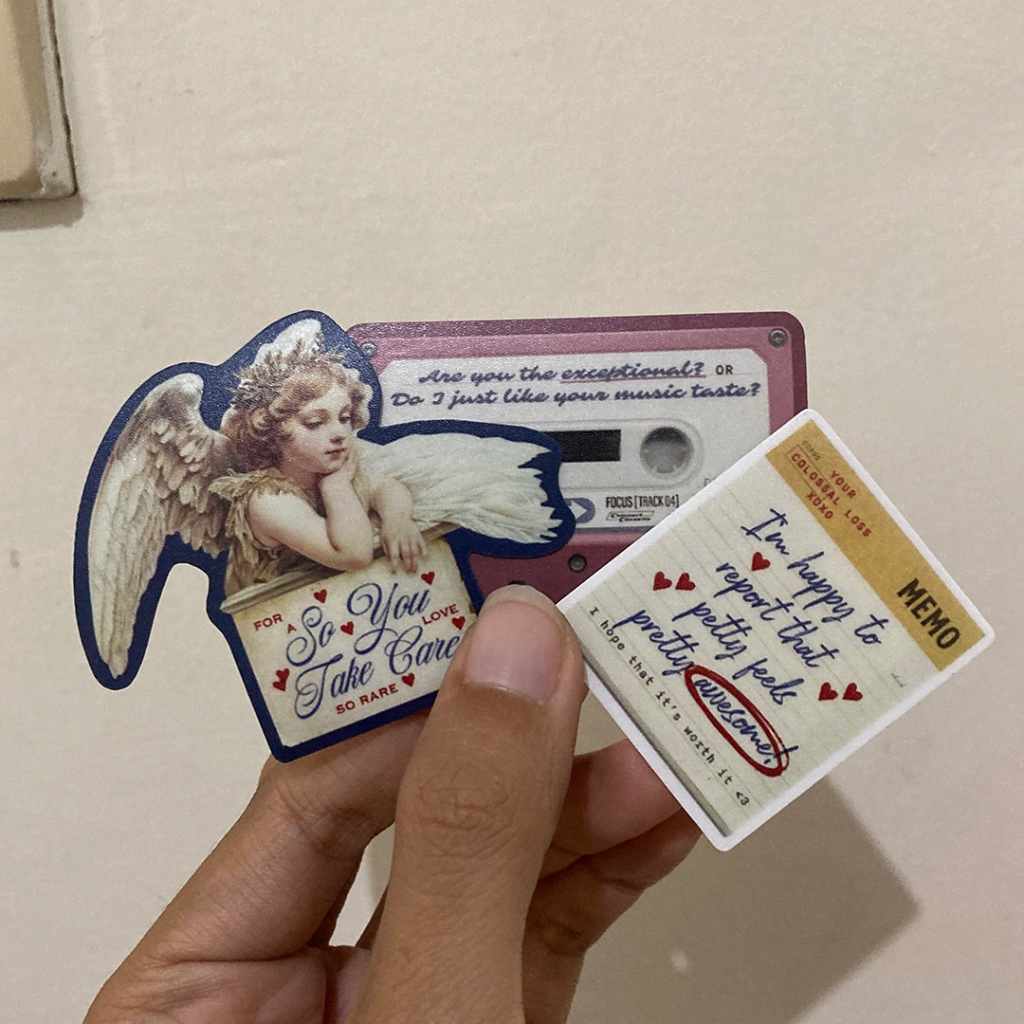 Are you the exceptional? OR
Do I just like your music taste?
FOCUS [TRACK 04]
Compact
Cassette
FOR A
So You
LOVE
Take Care
SO RARE
YOUR
COLOSSAL LOSS
XOXO
MEMO
I'm happy to
report that
petty feels
pretty awesome!
I hope that it's worth it <3